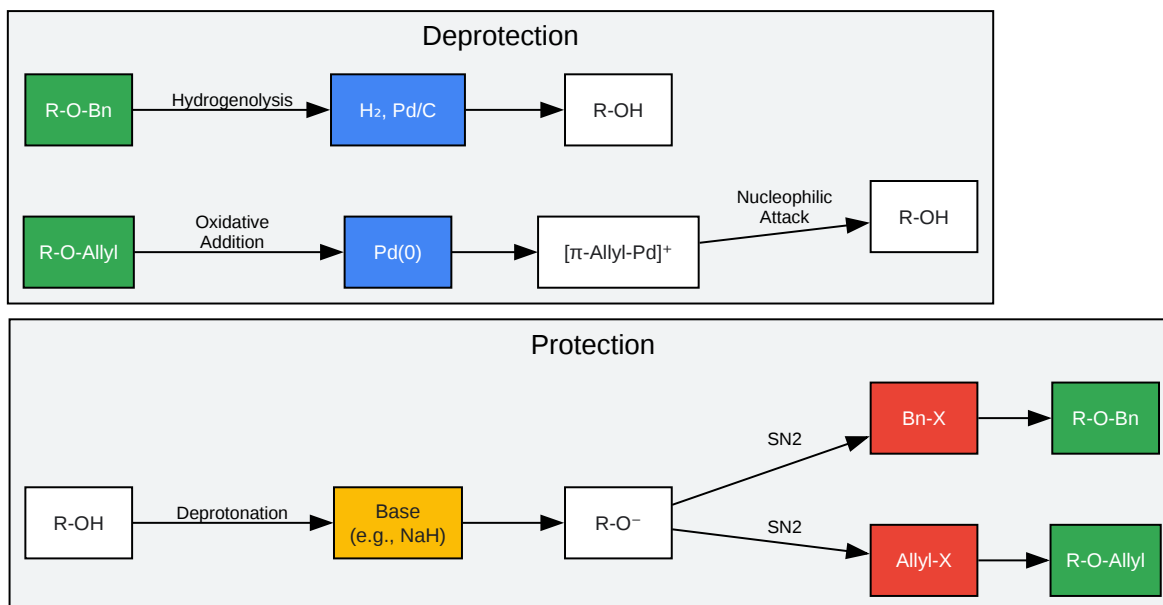 Deprotection
R-O-Bn
Hydrogenolysis
H₂, Pd/C
R-OH
R-O-Allyl
Oxidative
Addition
Pd(0)
[π-Allyl-Pd]⁺
Nucleophilic
Attack
R-OH
Protection
R-OH
Deprotonation
Base
(e.g., NaH)
R-O⁻
SN2
Bn-X
R-O-Bn
SN2
Allyl-X
R-O-Allyl